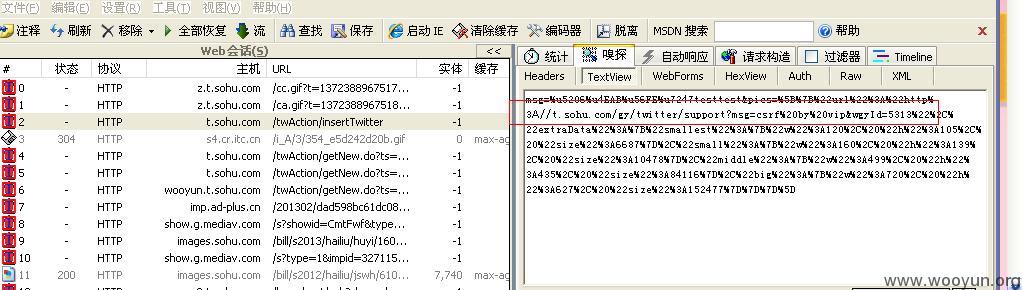 文件(F) 编辑(E) 规则(R) 工具(T) 视图(V) 帮助(H)
注释 刷新 移除 全部恢复 流 查找 保存 启动 IE 清除缓存 编码器 脱离 MSDN 搜索 帮助
Web会话(S) <<
# 状态 协议 主机 URL 实体 缓存
0 - HTTP z.t.sohu.com /cc.gif?t=1372388967517... -1
1 - HTTP z.t.sohu.com /ca.gif?t=1372388967518... -1
2 - HTTP t.sohu.com /twAction/insertTwitter -1
3 304 HTTP s4.cr.itc.cn /i_A/3/354_e5d242d20b.gif 0 max-ag
4 - HTTP t.sohu.com /twAction/getNew.do?ts=... -1
5 - HTTP t.sohu.com /twAction/getNew.do?ts=... -1
6 - HTTP wooyun.t.sohu.com /twAction/getNew.do?ts=... -1
7 - HTTP imp.ad-plus.cn /201302/dad598bc61dc08... -1
8 - HTTP show.g.mediav.com /s?showid=CmtFwf&type=... -1
9 - HTTP images.sohu.com /bill/s2013/hailiu/huyi/160... -1
10 - HTTP show.g.mediav.com /s?type=1&impid=327115... -1
11 200 HTTP images.sohu.com /bill/s2012/hailiu/jswh/610... 7,740 max-ag
统计 嗅探 自动响应 请求构造 过滤器 Timeline
Headers TextView WebForms HexView Auth Raw XML
msg=%u5206%u4EAB%u56FE%u7247testtest&pics=%5B%7B%22url%22%3A%22http%
3A//t.sohu.com/gy/twitter/support?msg=csrf%20by%20vip&wgyId=5313%22%2C%
22extraData%22%3A%7B%22smallest%22%3A%7B%22w%22%3A120%2C%20%22h%22%3A105%2C
%20%22size%22%3A6687%7D%2C%22small%22%3A%7B%22w%22%3A160%2C%20%22h%22%3A139
%2C%20%22size%22%3A10478%7D%2C%22middle%22%3A%7B%22w%22%3A499%2C%20%22h%22%
3A435%2C%20%22size%22%3A84116%7D%2C%22big%22%3A%7B%22w%22%3A720%2C%20%22h%
22%3A627%2C%20%22size%22%3A152477%7D%7D%7D%5D
www.wooyun.org